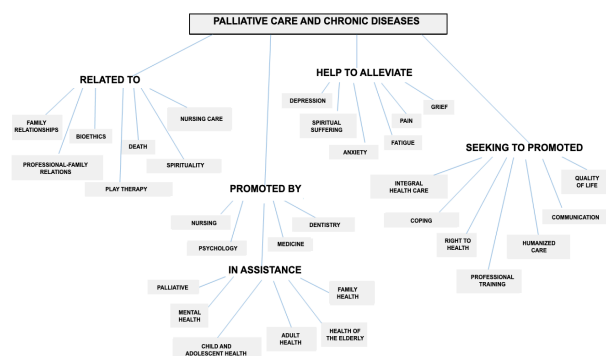 PALLIATIVE CARE AND CHRONIC DISEASES
RELATED TO
FAMILY
RELATIONSHIPS
PROFESSIONAL-FAMILY
RELATIONS
BIOETHICS
PLAY THERAPY
DEATH
SPIRITUALITY
NURSING CARE
HELP TO ALLEVIATE
DEPRESSION
SPIRITUAL
SUFFERING
ANXIETY
FATIGUE
PAIN
GRIEF
SEEKING TO PROMOTED
INTEGRAL
HEALTH CARE
COPING
RIGHT TO
HEALTH
PROFESSIONAL
TRAINING
HUMANIZED
CARE
COMMUNICATION
QUALITY
OF LIFE
PROMOTED BY
NURSING
PSYCHOLOGY
MEDICINE
DENTISTRY
IN ASSISTANCE
PALLIATIVE
MENTAL
HEALTH
CHILD AND
ADOLESCENT HEALTH
ADULT
HEALTH
HEALTH OF
THE ELDERLY
FAMILY
HEALTH